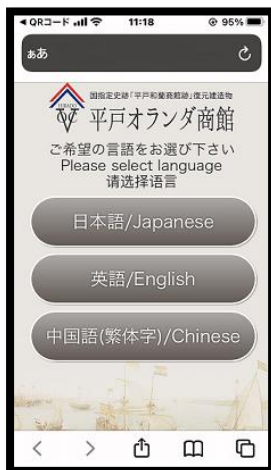 ◀QRコード 11:18 95%
ぁあ
国指定史跡「平戸和蘭商館跡」復元建造物
HIRADO
平戸オランダ商館
ご希望の言語をお選び下さい
Please select language
请选择语言
日本語/Japanese
英語/English
中国語(繁体字)/Chinese